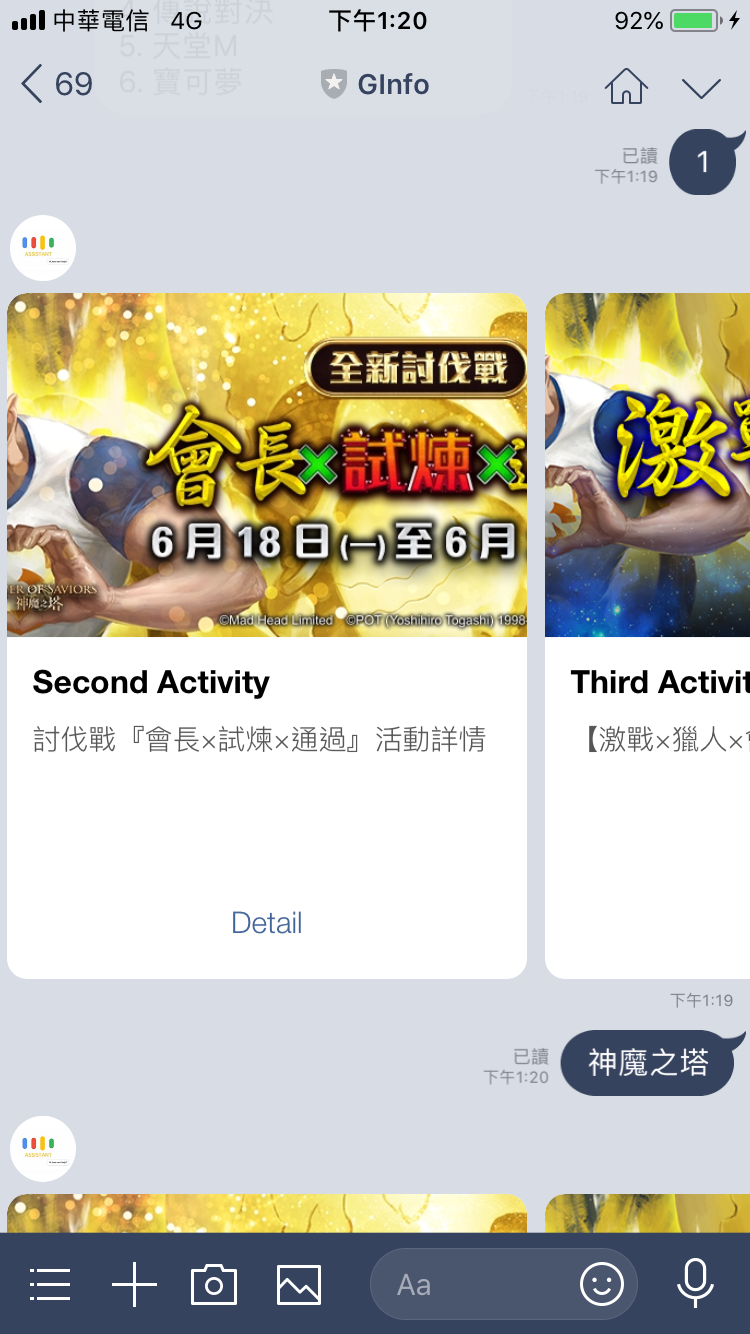 中華電信 4G 下午1:20 92%
4. 傳說對決
5. 天堂M
6. 寶可夢
69 GInfo
下午1:19
已讀
下午1:19
1
ASSISTANT
全新討伐戰
會長×試煉×
6月18日(一)至6月
ER OF SAVIORS
神魔之塔
©Mad Head Limited ©POT (Yoshihiro Togashi) 1998-
激戰
Second Activity
討伐戰『會長×試煉×通過』活動詳情
Detail
Third Activit
【激戰×獵人×
下午1:19
已讀
下午1:20
神魔之塔
ASSISTANT
Aa